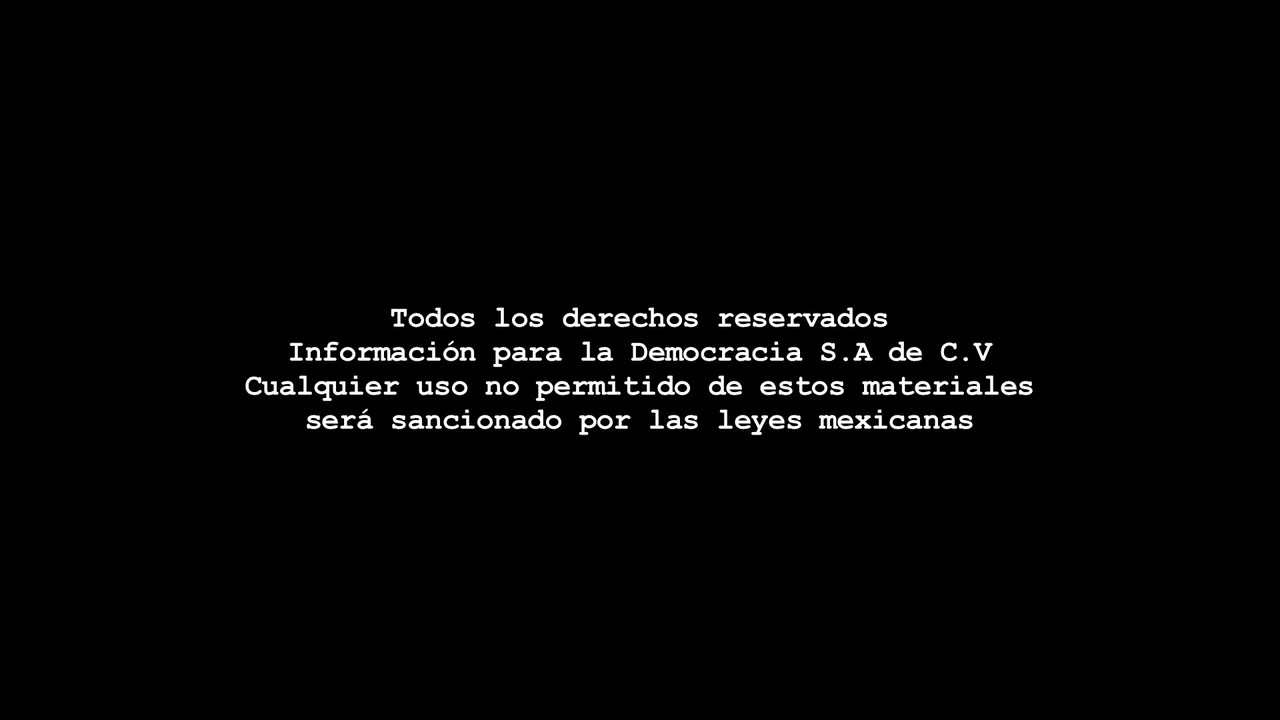 Todos los derechos reservados
Información para la Democracia S.A de C.V
Cualquier uso no permitido de estos materiales
será sancionado por las leyes mexicanas